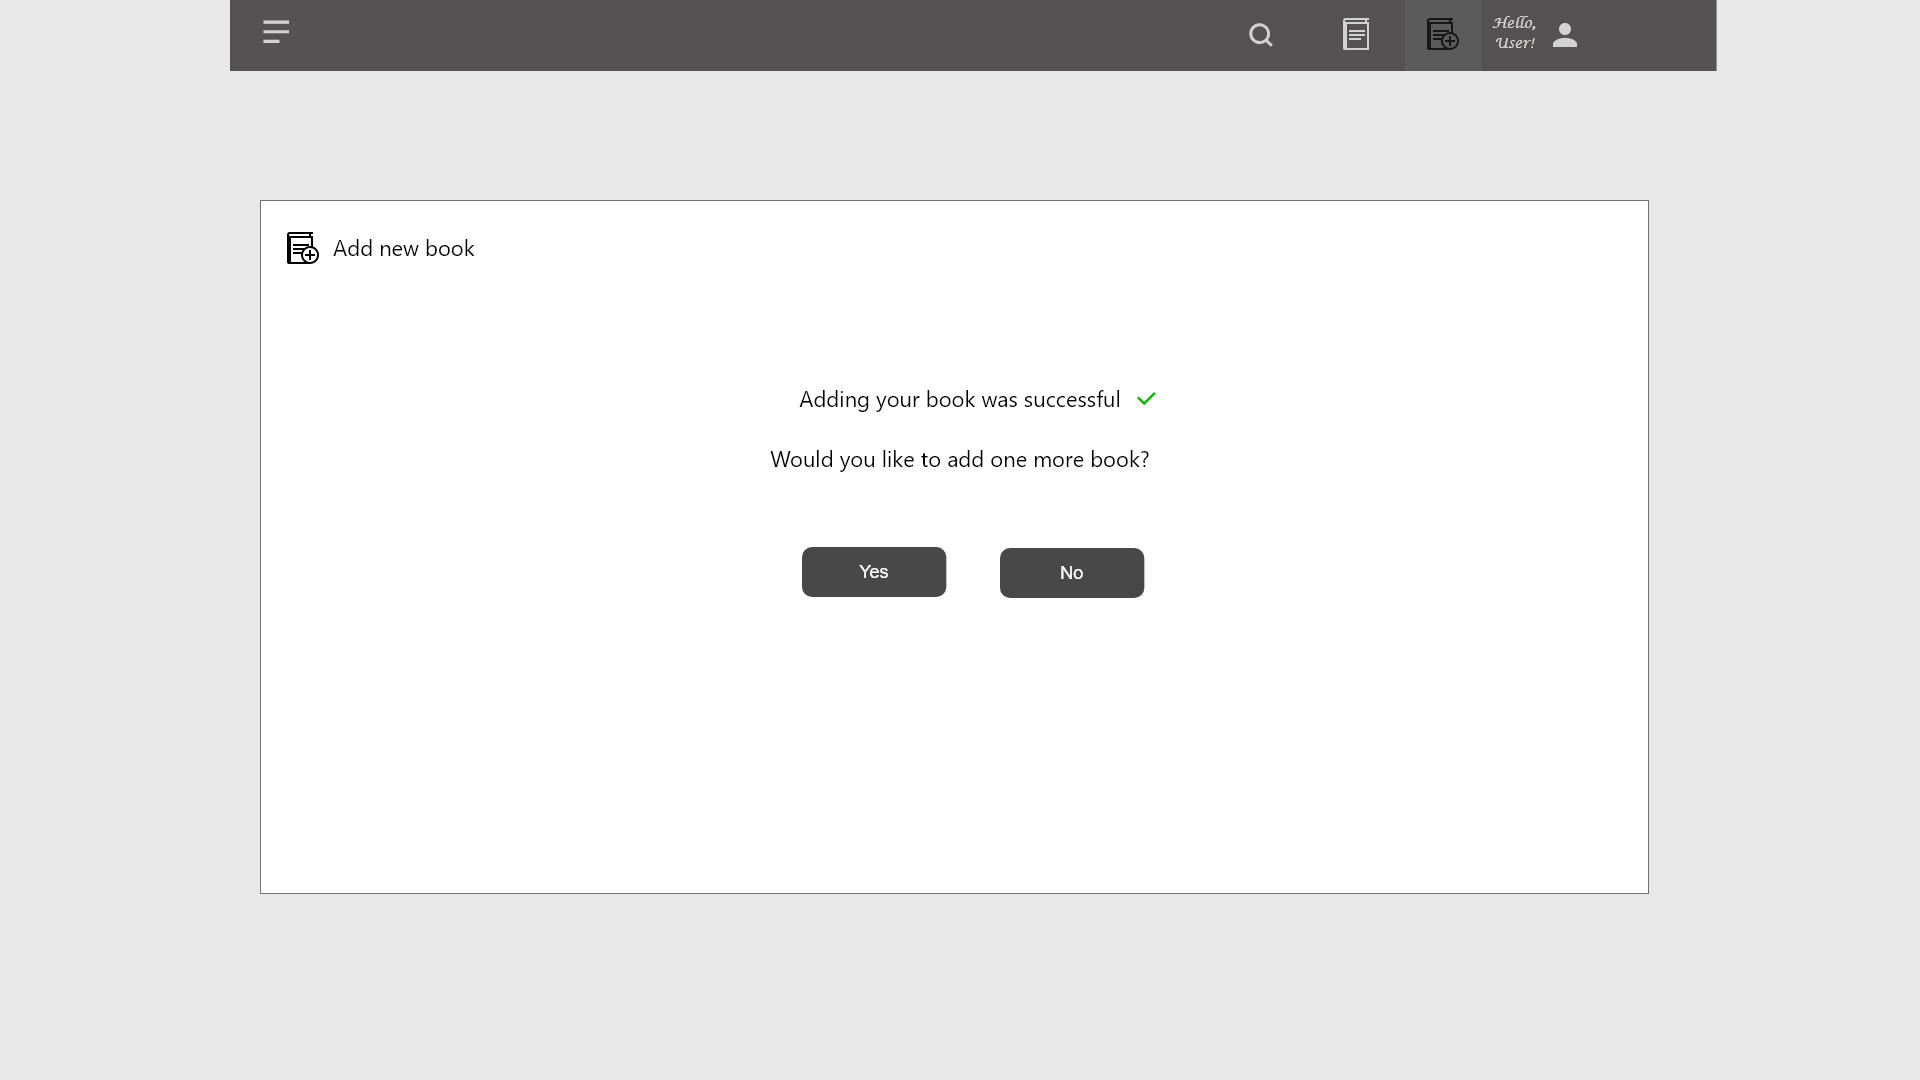 Hello,
User!
Add new book
Adding your book was successful
Would you like to add one more book?
Yes
No